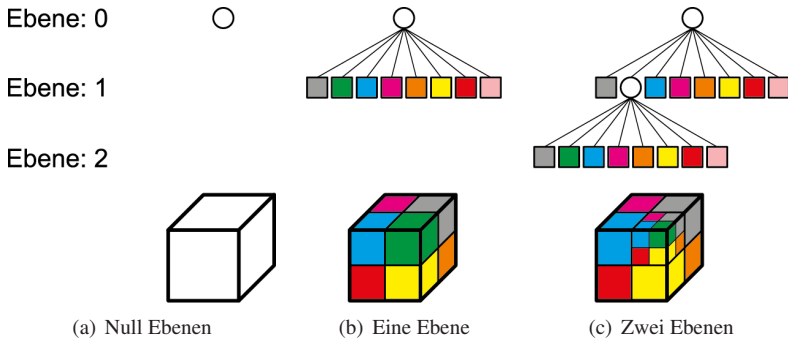 Ebene: 0
Ebene: 1
Ebene: 2
(a) Null Ebenen
(b) Eine Ebene
(c) Zwei Ebenen